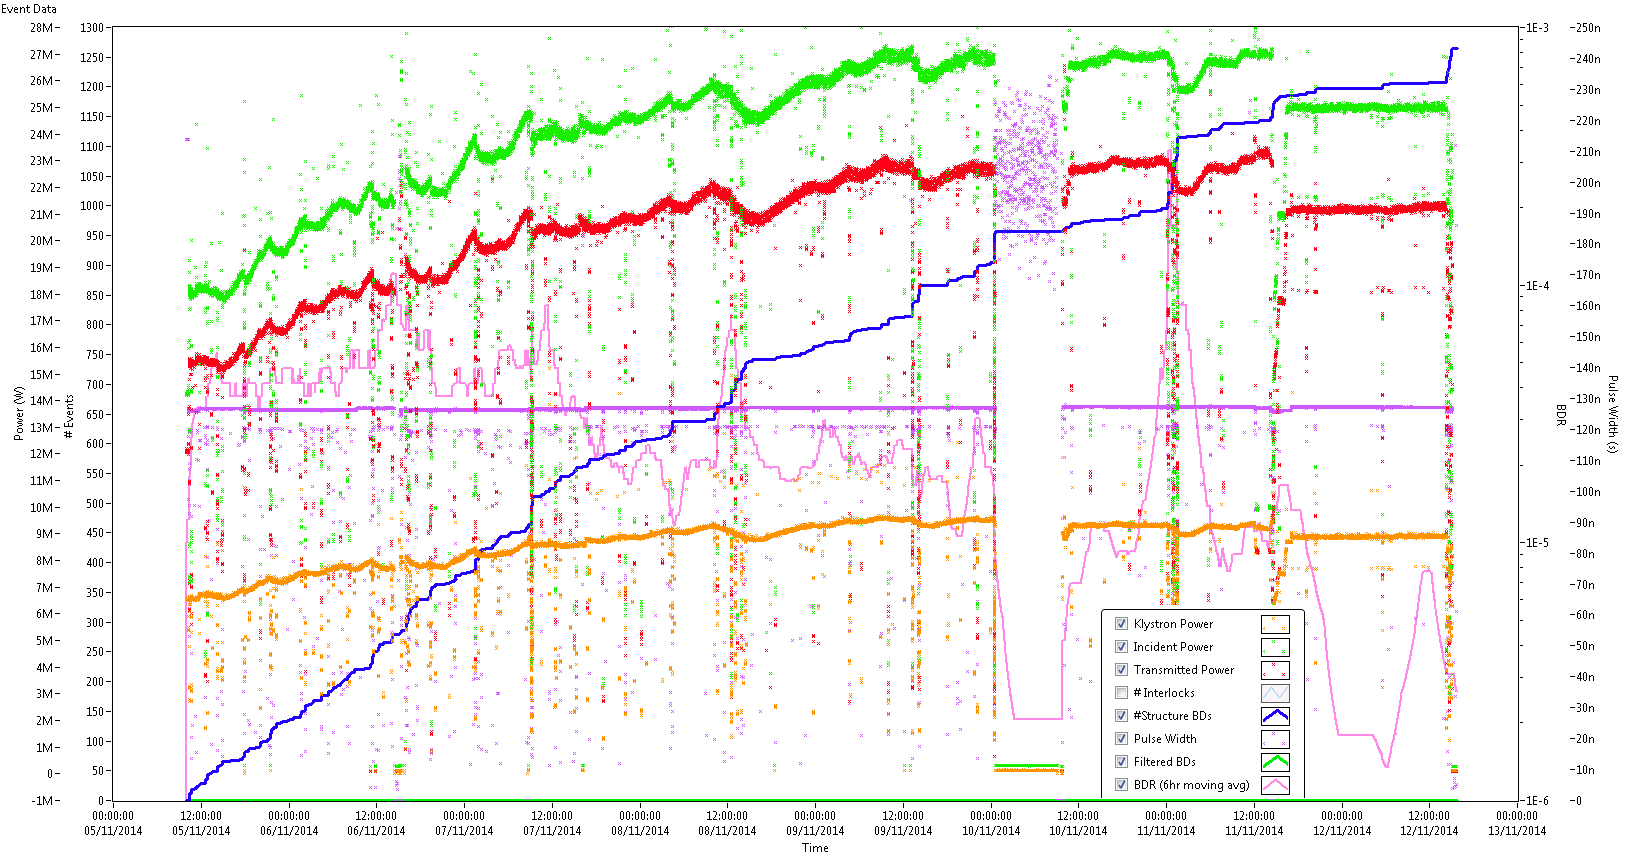 Event Data
28M
27M
26M
25M
24M
23M
22M
21M
20M
19M
18M
17M
16M
15M
14M
13M
12M
11M
10M
9M
8M
7M
6M
5M
4M
3M
2M
1M
0
-1M
Power (W)
1300
1250
1200
1150
1100
1050
1000
950
900
850
800
750
700
650
600
550
500
450
400
350
300
250
200
150
100
50
0
# Events
1E-3
1E-4
1E-5
1E-6
BDR
250n
240n
230n
220n
210n
200n
190n
180n
170n
160n
150n
140n
130n
120n
110n
100n
90n
80n
70n
60n
50n
40n
30n
20n
10n
0
Pulse Width (s)
Klystron Power
Incident Power
Transmitted Power
# Interlocks
#Structure BDs
Pulse Width
Filtered BDs
BDR (6hr moving avg)
00:00:00 12:00:00 00:00:00 12:00:00 00:00:00 12:00:00 00:00:00 12:00:00 00:00:00 12:00:00 00:00:00 12:00:00 00:00:00 12:00:00 00:00:00 12:00:00 00:00:00
05/11/2014 05/11/2014 06/11/2014 06/11/2014 07/11/2014 07/11/2014 08/11/2014 08/11/2014 09/11/2014 09/11/2014 10/11/2014 10/11/2014 11/11/2014 11/11/2014 12/11/2014 12/11/2014 13/11/2014
Time